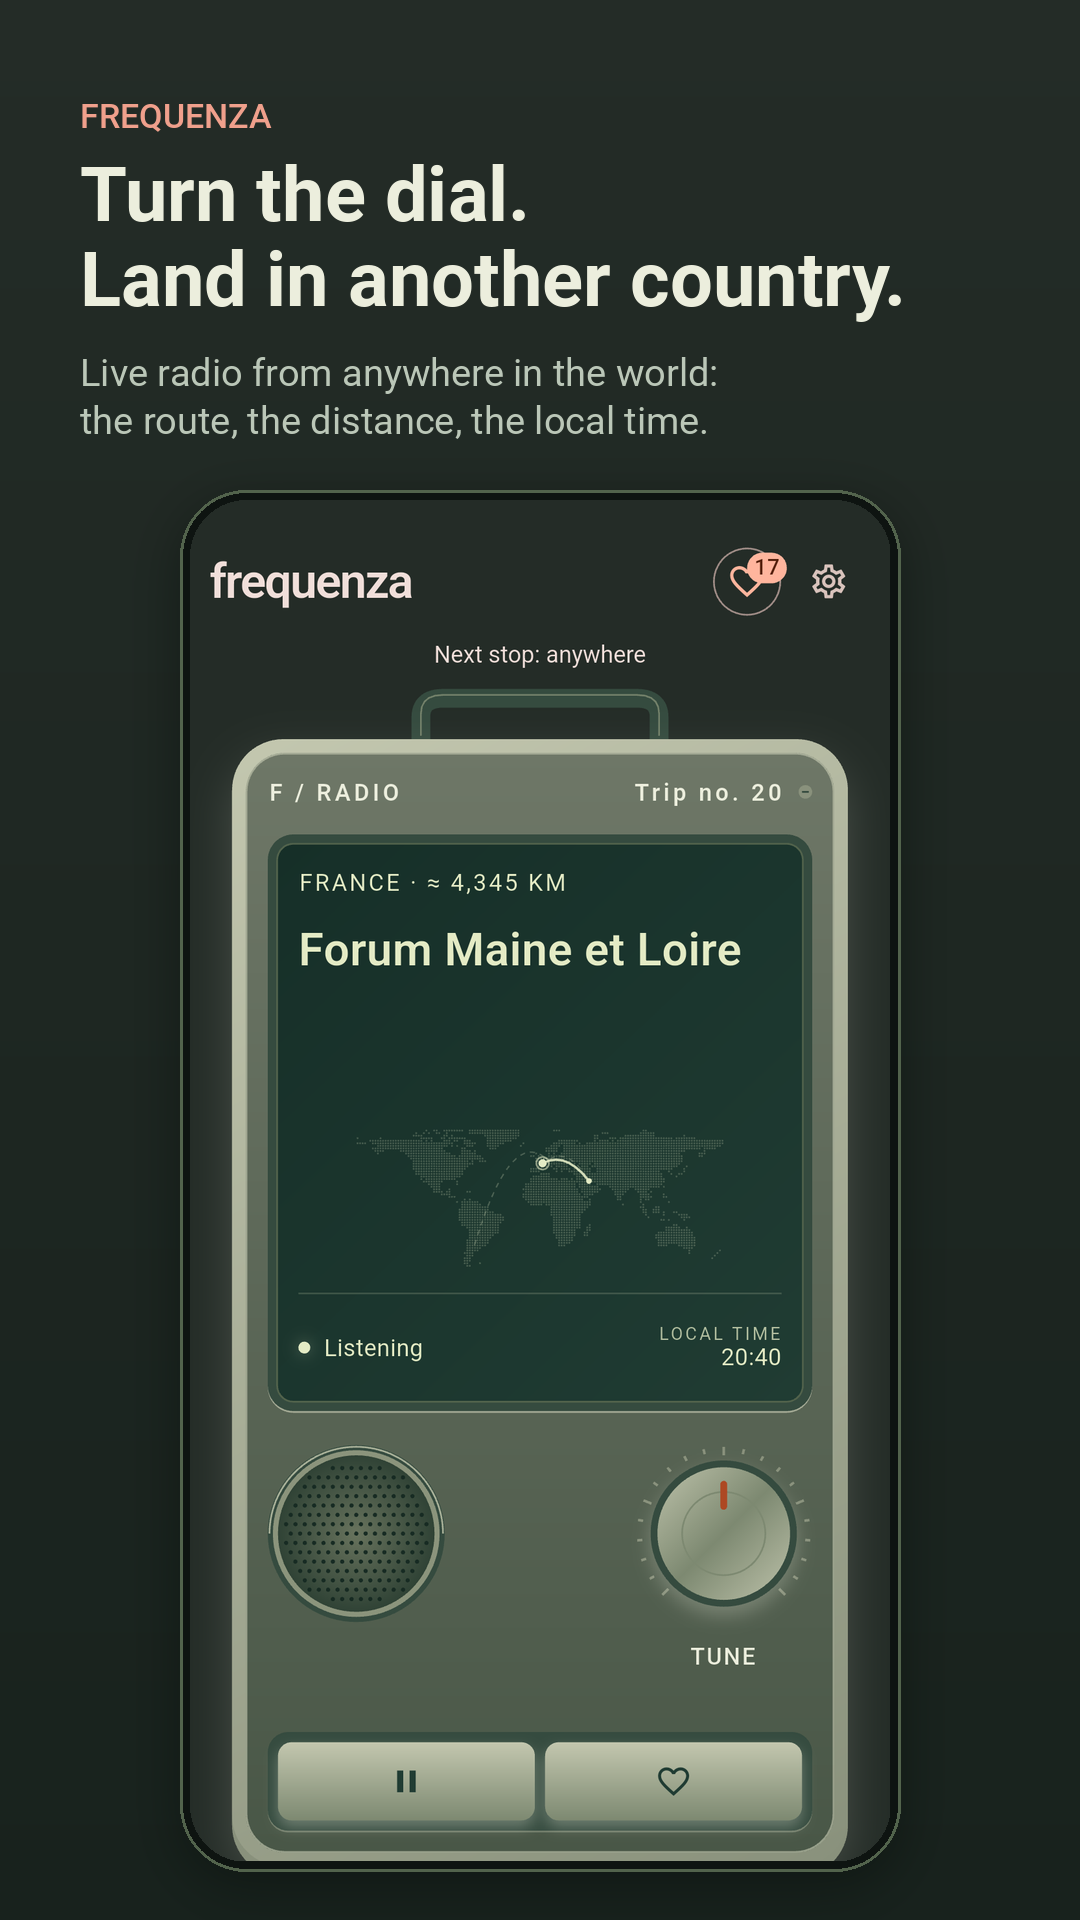 FREQUENZA
Turn the dial.
Land in another country.
Live radio from anywhere in the world:
the route, the distance, the local time.
frequenza
17
Next stop: anywhere
F / RADIO
Trip no. 20
FRANCE · ≈ 4,345 KM
Forum Maine et Loire
Listening
LOCAL TIME
20:40
TUNE